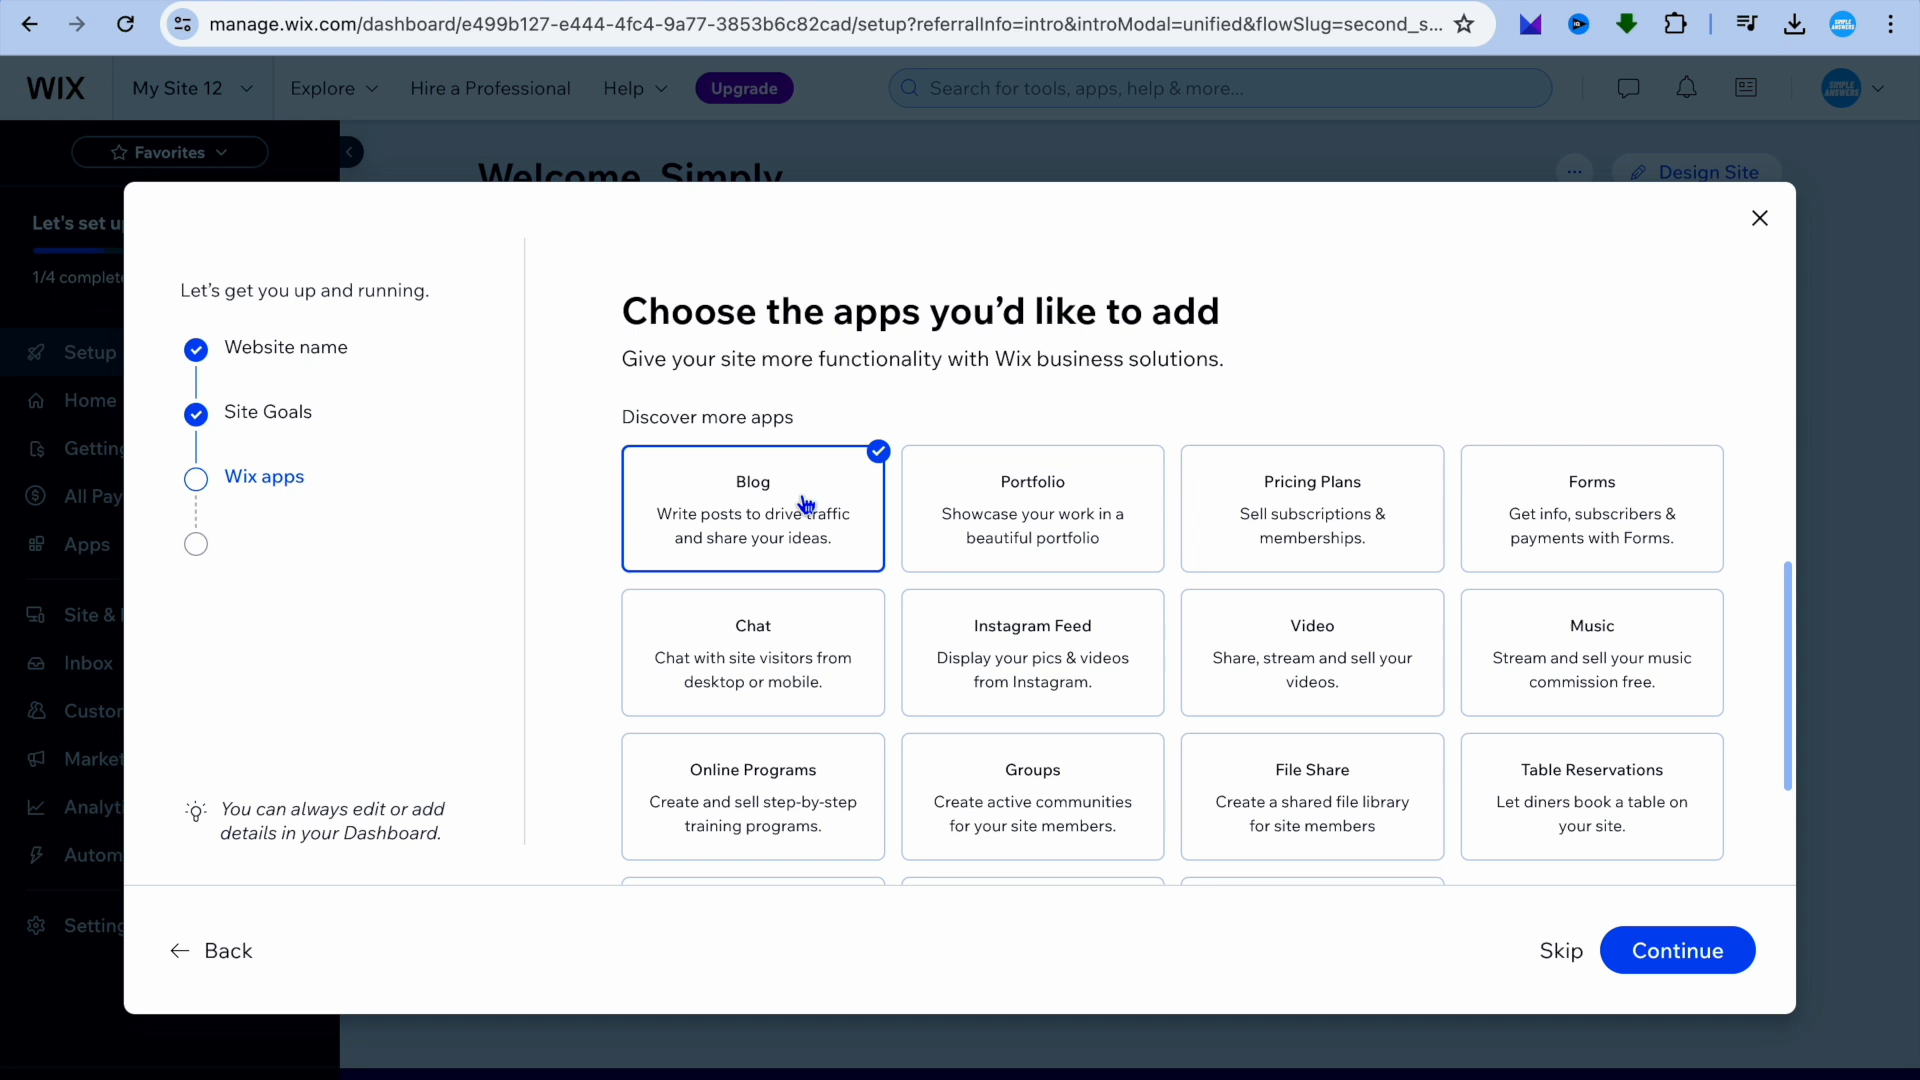 manage.wix.com/dashboard/e499b127-e444-4fc4-9a77-3853b6c82cad/setup?referralInfo=intro&introModal=unified&flowSlug=second_s...
WIX
My Site 12
Explore
Hire a Professional
Help
Upgrade
Search for tools, apps, help & more...
SIMPLE ANSWERS
Favorites
Welcome, Simply
Design Site
Let's set u
1/4 complete
Setup
Home
Getting
All Pay
Apps
Site &
Inbox
Custor
Market
Analyti
Autom
Setting
Let's get you up and running.
Website name
Site Goals
Wix apps
You can always edit or add
details in your Dashboard.
Choose the apps you'd like to add
Give your site more functionality with Wix business solutions.
Discover more apps
Blog
Write posts to drive traffic
and share your ideas.
Portfolio
Showcase your work in a
beautiful portfolio
Pricing Plans
Sell subscriptions &
memberships.
Forms
Get info, subscribers &
payments with Forms.
Chat
Chat with site visitors from
desktop or mobile.
Instagram Feed
Display your pics & videos
from Instagram.
Video
Share, stream and sell your
videos.
Music
Stream and sell your music
commission free.
Online Programs
Create and sell step-by-step
training programs.
Groups
Create active communities
for your site members.
File Share
Create a shared file library
for site members
Table Reservations
Let diners book a table on
your site.
Back
Skip
Continue